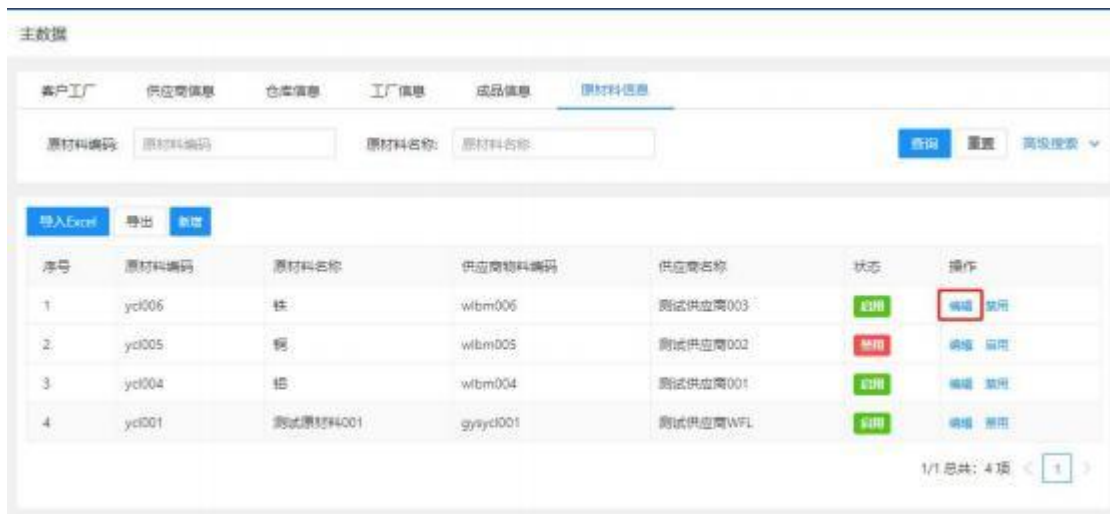 主数据
客户工厂 供应商信息 仓库信息 工厂信息 成品信息 原材料信息
原材料编码: 原材料编码 原材料名称: 原材料名称 查询 重置 高级搜索
导入Excel 导出 新增
序号 原材料编码 原材料名称 供应商物料编码 供应商名称 状态 操作
1 ycl006 铁 wlbm006 测试供应商003 启用 编辑 禁用
2 ycl005 铜 wlbm005 测试供应商002 禁用 编辑 启用
3 ycl004 铝 wlbm004 测试供应商001 启用 编辑 禁用
4 ycl001 测试原材料001 gysycl001 测试供应商WFL 启用 编辑 禁用
1/1 总共: 4 项 < 1 >